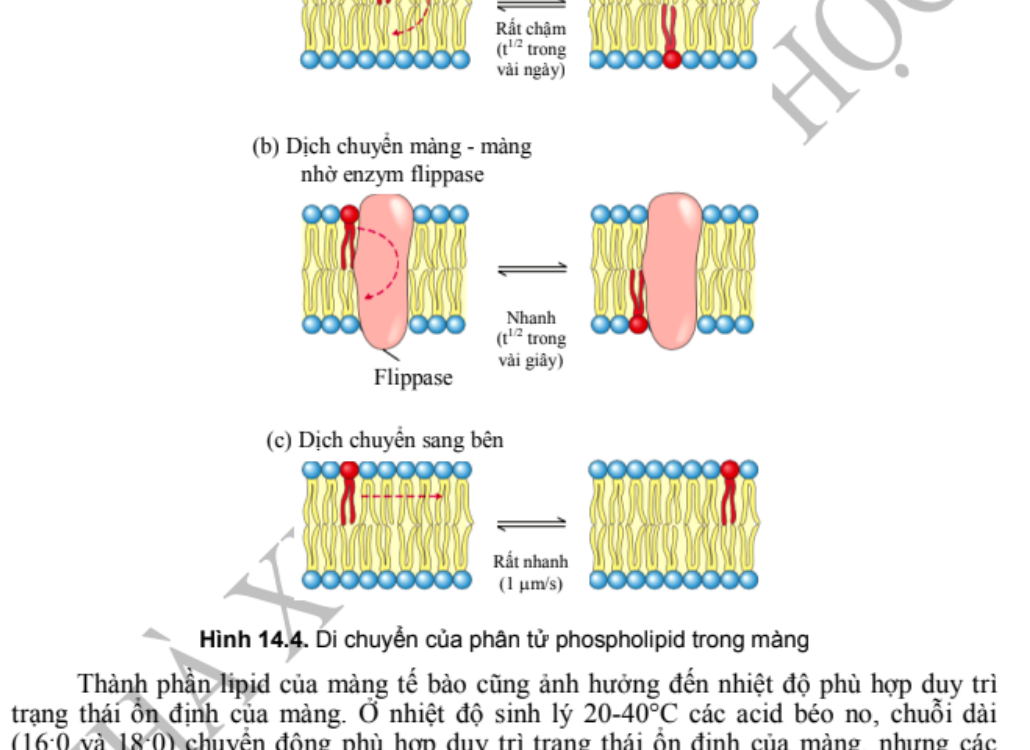 Rất chậm
(t1/2 trong
vài ngày)
HỌC
(b) Dịch chuyển màng - màng
nhờ enzym flippase
Nhanh
(t1/2 trong
vài giây)
Flippase
(c) Dịch chuyển sang bên
Rất nhanh
(1 µm/s)
HÀ X
Hình 14.4. Di chuyển của phân tử phospholipid trong màng
Thành phần lipid của màng tế bào cũng ảnh hưởng đến nhiệt độ phù hợp duy trì
trạng thái ổn định của màng. Ở nhiệt độ sinh lý 20-40°C các acid béo no, chuỗi dài
(16:0 và 18:0) chuyển động phù hợp duy trì trạng thái ổn định của màng, nhưng các